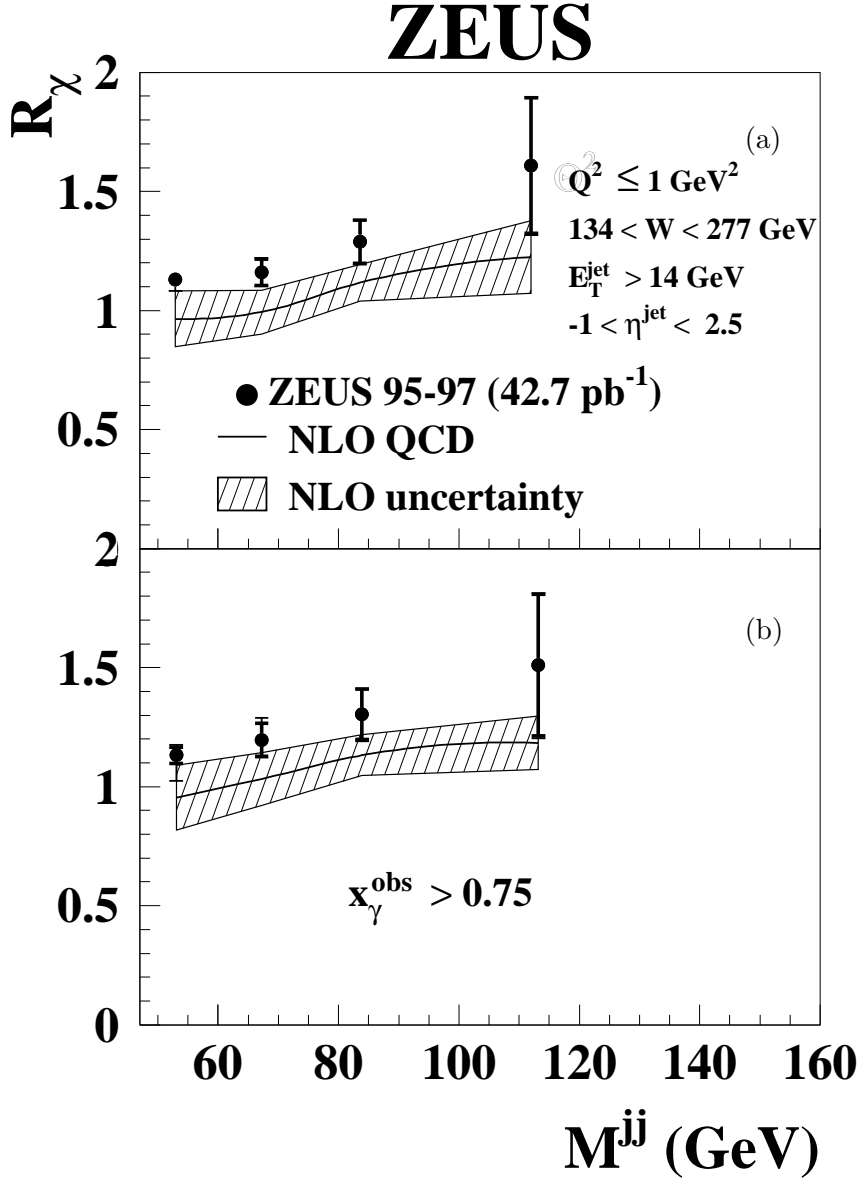 ZEUS
R_χ
2
(a)
Q² ≤ 1 GeV²
1.5
134 < W < 277 GeV
E_T^jet > 14 GeV
1
-1 < η^jet < 2.5
ZEUS 95-97 (42.7 pb⁻¹)
0.5
NLO QCD
NLO uncertainty
0
2
(b)
1.5
1
x_γ^obs > 0.75
0.5
0
60 80 100 120 140 160
M^jj (GeV)